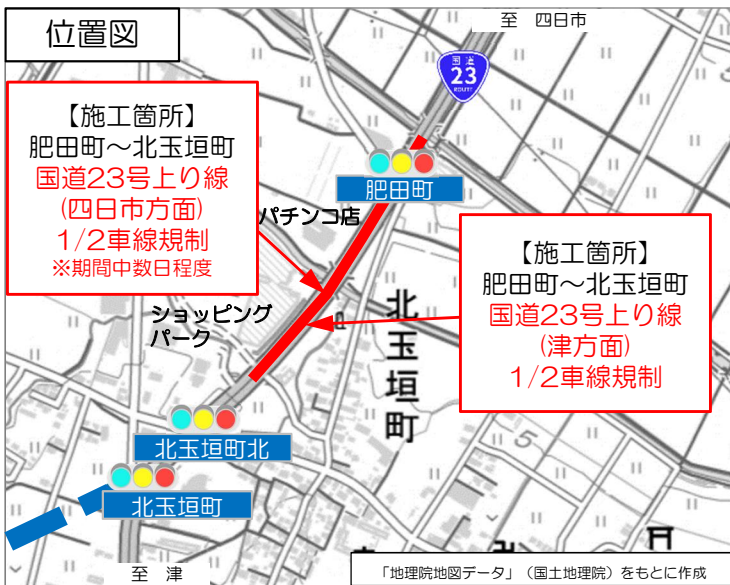 位置図
至 四日市
国道
23
ROUTE
【施工箇所】
肥田町～北玉垣町
国道23号上り線
(四日市方面)
1/2車線規制
※期間中数日程度
肥田町
パチンコ店
【施工箇所】
肥田町～北玉垣町
国道23号上り線
(津方面)
1/2車線規制
ショッピング
パーク
北玉垣町
5
5
北玉垣町北
北玉垣町
至 津
「地理院地図データ」（国土地理院）をもとに作成